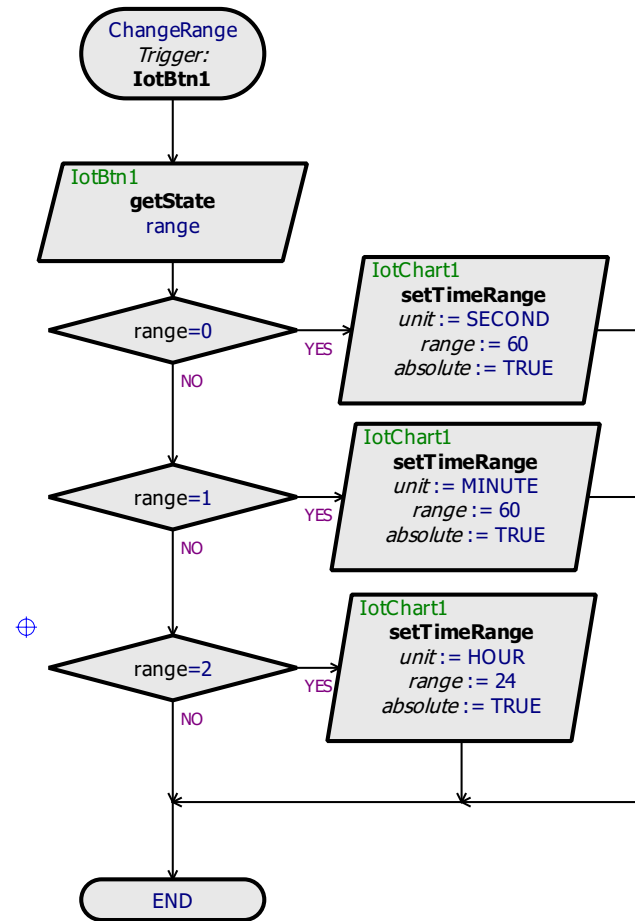 ChangeRange
Trigger:
IotBtn1
IotBtn1
getState
range
range=0
YES
NO
IotChart1
setTimeRange
unit := SECOND
range := 60
absolute := TRUE
range=1
YES
NO
IotChart1
setTimeRange
unit := MINUTE
range := 60
absolute := TRUE
range=2
YES
NO
IotChart1
setTimeRange
unit := HOUR
range := 24
absolute := TRUE
END